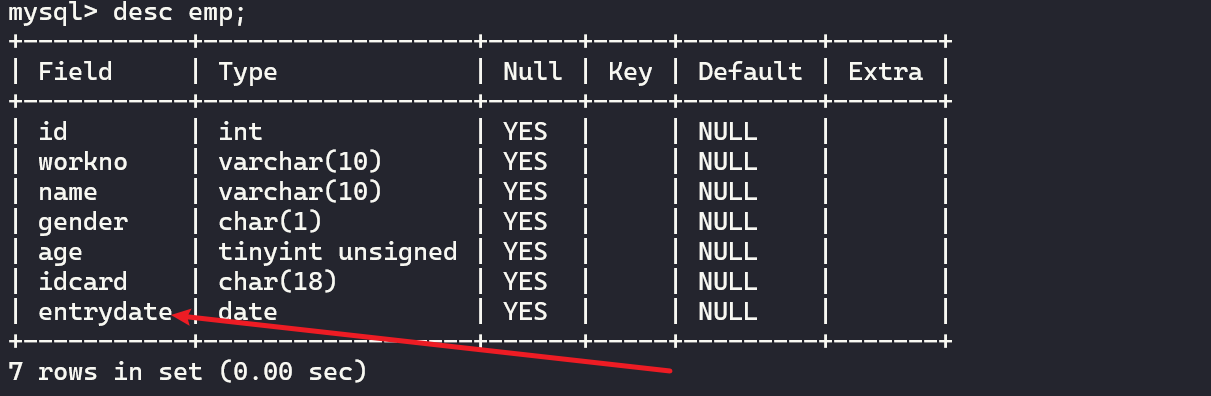 mysql> desc emp;
+-----------+------------------+------+-----+---------+-------+
| Field     | Type             | Null | Key | Default | Extra |
+-----------+------------------+------+-----+---------+-------+
| id        | int              | YES  |     | NULL    |       |
| workno    | varchar(10)      | YES  |     | NULL    |       |
| name      | varchar(10)      | YES  |     | NULL    |       |
| gender    | char(1)          | YES  |     | NULL    |       |
| age       | tinyint unsigned | YES  |     | NULL    |       |
| idcard    | char(18)         | YES  |     | NULL    |       |
| entrydate | date             | YES  |     | NULL    |       |
+-----------+------------------+------+-----+---------+-------+
7 rows in set (0.00 sec)